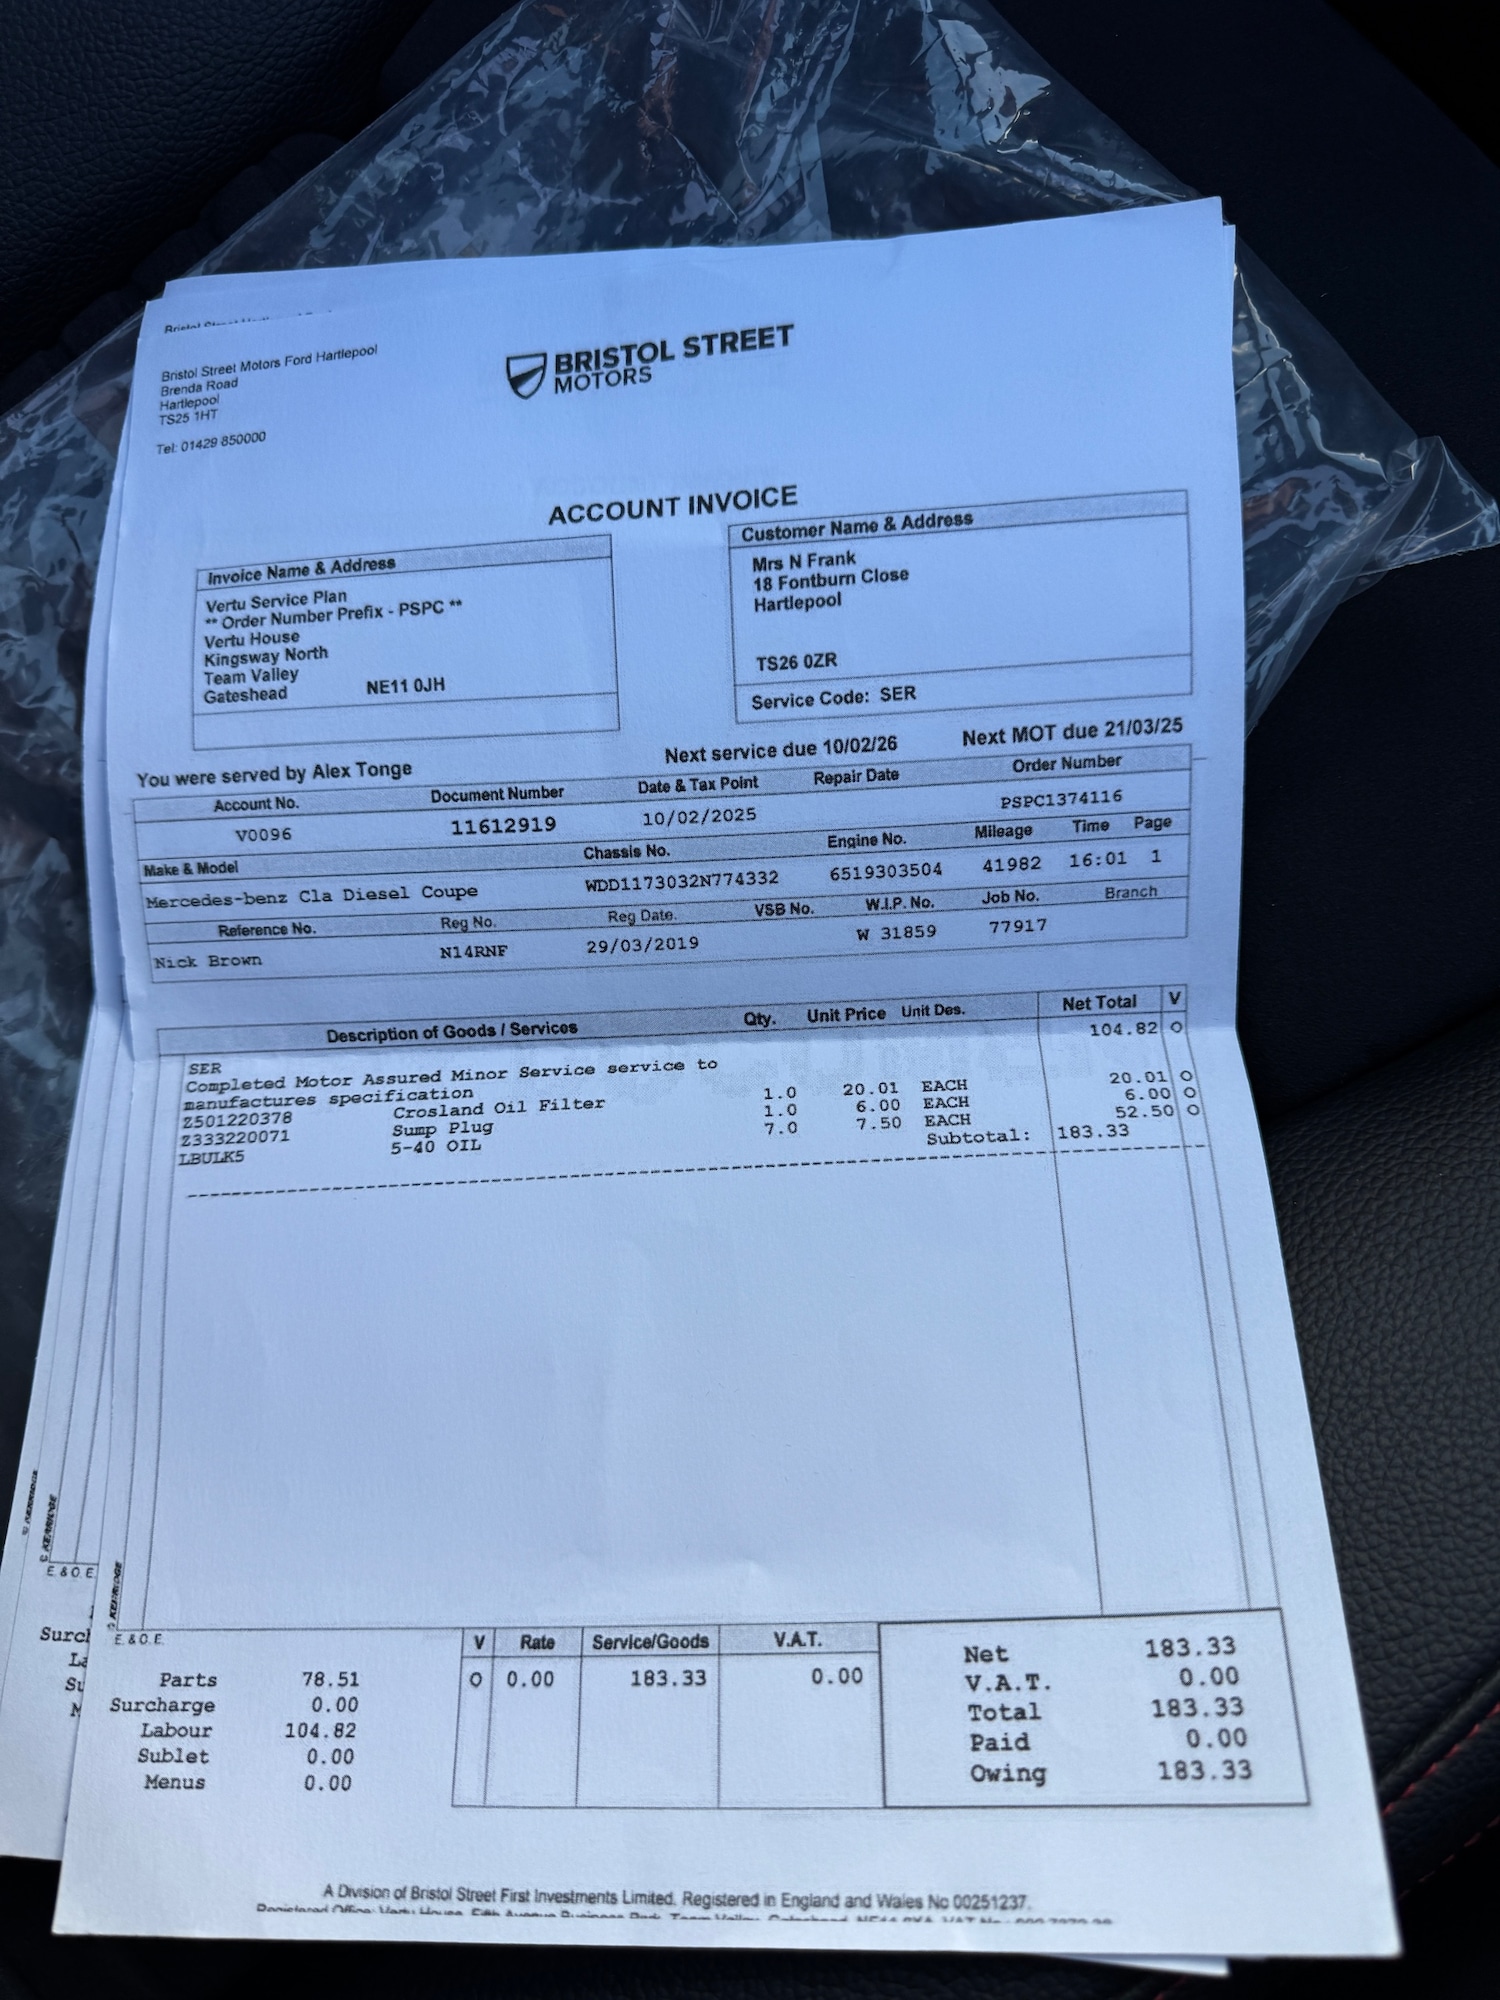 Bristol Street Motors Ford Hartlepool
Brenda Road
Hartlepool
TS25 1HT
Tel: 01429 850000
BRISTOL STREET
MOTORS
ACCOUNT INVOICE
Invoice Name & Address
Vertu Service Plan
** Order Number Prefix - PSPC **
Vertu House
Kingsway North
Team Valley
Gateshead NE11 0JH
Customer Name & Address
Mrs N Frank
18 Fontburn Close
Hartlepool
TS26 0ZR
Service Code: SER
You were served by Alex Tonge
Next service due 10/02/26 Next MOT due 21/03/25
Account No. Document Number Date & Tax Point Repair Date Order Number
V0096 11612919 10/02/2025 PSPC1374116
Make & Model Chassis No. Engine No. Mileage Time Page
Mercedes-benz Cla Diesel Coupe WDD1173032N774332 6519303504 41982 16:01 1
Reference No. Reg No. Reg Date. VSB No. W.I.P. No. Job No. Branch
Nick Brown N14RNF 29/03/2019 W 31859 77917
Description of Goods / Services Qty. Unit Price Unit Des. Net Total V
SER 104.82 O
Completed Motor Assured Minor Service service to
manufactures specification
Z501220378 Crosland Oil Filter 1.0 20.01 EACH 20.01 O
Z333220071 Sump Plug 1.0 6.00 EACH 6.00 O
LBULK5 5-40 OIL 7.0 7.50 EACH 52.50 O
Subtotal: 183.33
© KERRIDGE
© KERRIDGE
© KERRIDGE
E. & O. E.
E. & O. E.
Parts 78.51
Surcharge 0.00
Labour 104.82
Sublet 0.00
Menus 0.00
V Rate Service/Goods V.A.T.
O 0.00 183.33 0.00
Net 183.33
V.A.T. 0.00
Total 183.33
Paid 0.00
Owing 183.33
A Division of Bristol Street First Investments Limited. Registered in England and Wales No 00251237.